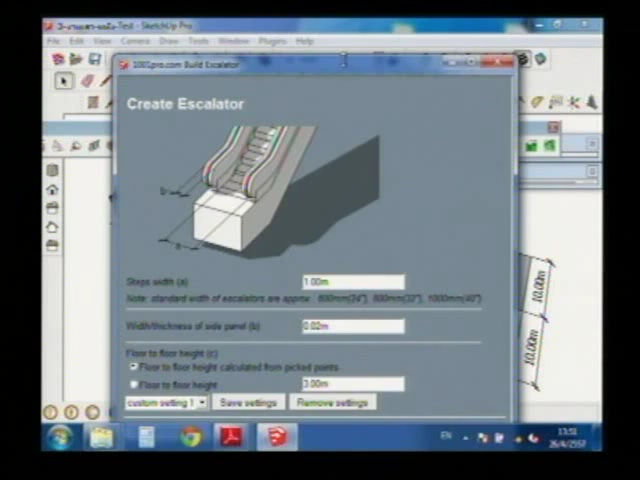 -Test - SketchUp Pro
File Edit View Camera Draw Tools Window Plugins Help
1001pro.com Build Escalator
Create Escalator
b
a
Steps width (a) 1.00m
Note: standard width of escalators are approx. 600mm(24"), 800mm(32"), 1000mm(40")
Width/thickness of side panel (b) 0.02m
Floor to floor height (c)
Floor to floor height calculated from picked points
Floor to floor height 3.00m
custom setting 1 Save settings Remove settings
10.00m
10.00m
EN
13:51
26/4/2557